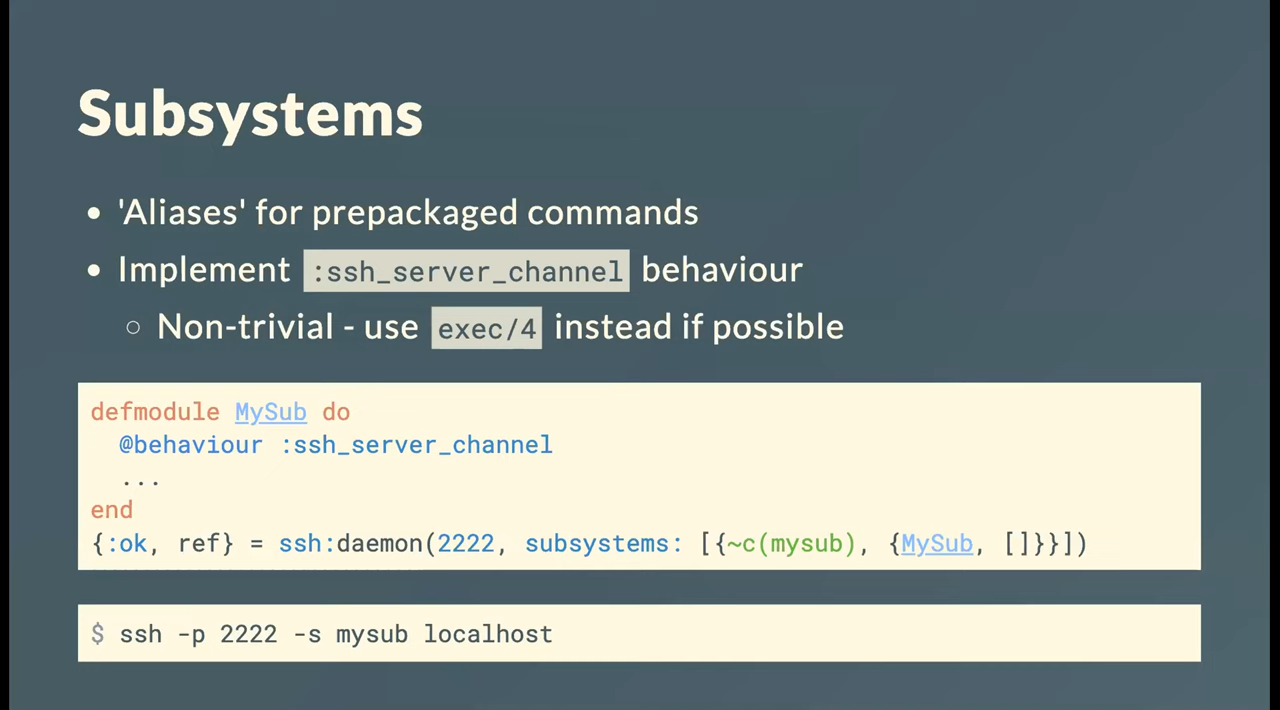 Subsystems
• 'Aliases' for prepackaged commands
• Implement :ssh_server_channel behaviour
○ Non-trivial - use exec/4 instead if possible
defmodule MySub do
  @behaviour :ssh_server_channel
  ...
end
{:ok, ref} = ssh:daemon(2222, subsystems: [{~c(mysub), {MySub, []}}])
$ ssh -p 2222 -s mysub localhost